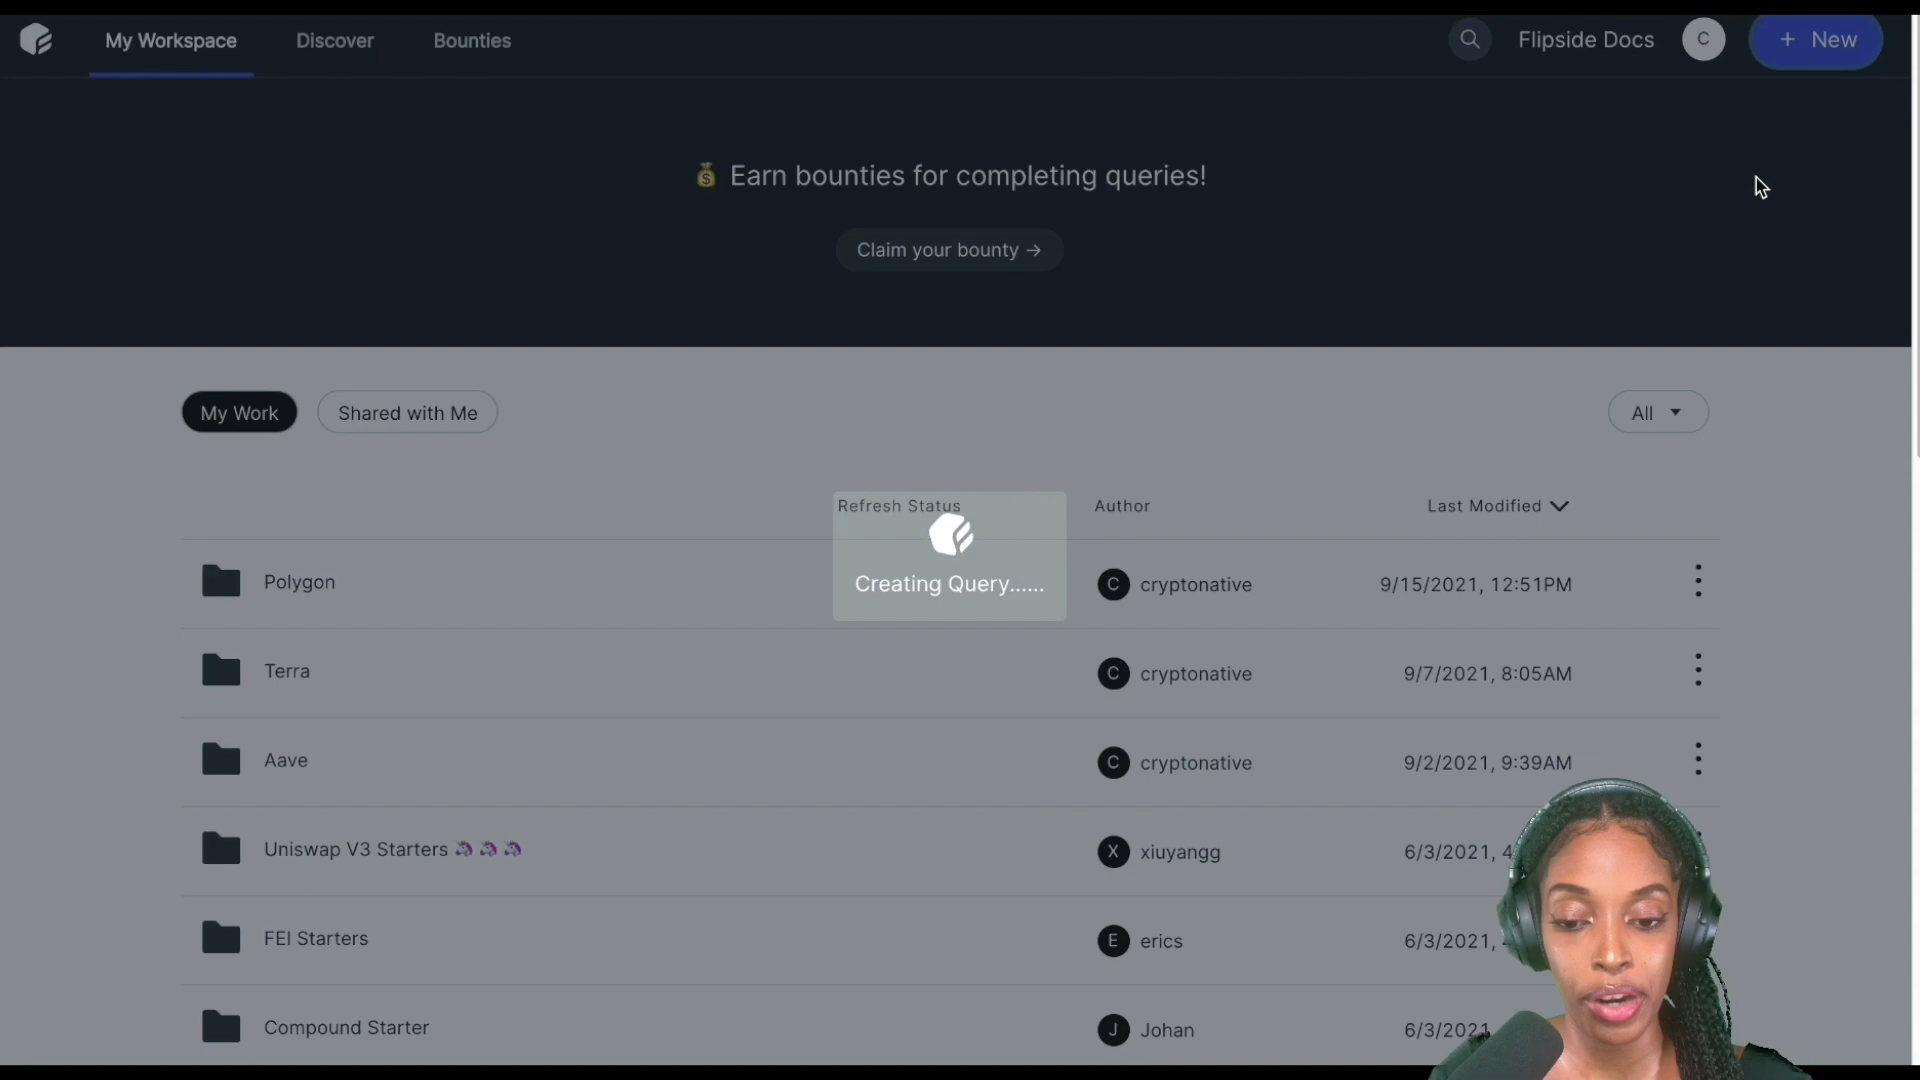 My Workspace
Discover
Bounties
Flipside Docs
C
+ New
Earn bounties for completing queries!
Claim your bounty →
My Work
Shared with Me
All
Refresh Status
Author
Last Modified
Creating Query......
Polygon
C cryptonative
9/15/2021, 12:51PM
Terra
C cryptonative
9/7/2021, 8:05AM
Aave
C cryptonative
9/2/2021, 9:39AM
Uniswap V3 Starters
X xiuyangg
6/3/2021, 4
FEI Starters
E erics
6/3/2021,
Compound Starter
J Johan
6/3/2021